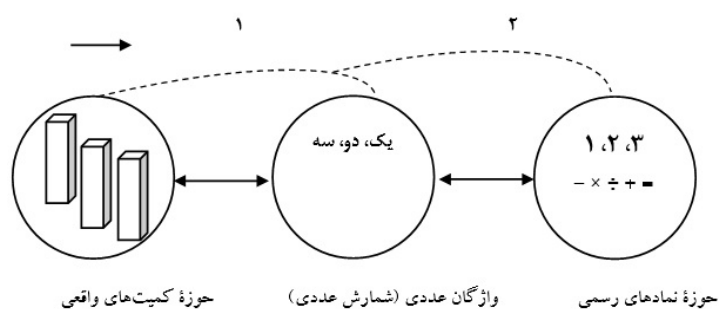 ۱
۲
یک، دو، سه
۱، ۲، ۳
− × ÷ + =
حوزهٔ کمیت‌های واقعی
واژگان عددی (شمارش عددی)
حوزهٔ نمادهای رسمی